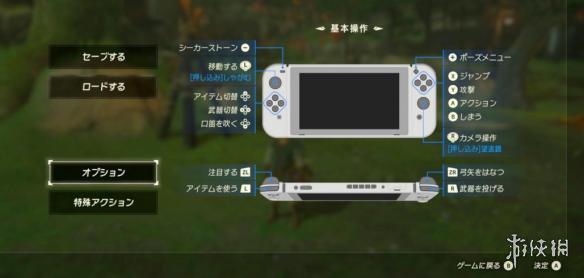 基本操作
セーブする
ロードする
オプション
特殊アクション
シーカーストーン
移動する L
[押し込み]しゃがむ
アイテム切替
武器切替
口笛を吹く
ポーズメニュー
X ジャンプ
Y 攻撃
A アクション
B しまう
R カメラ操作
[押し込み]望遠鏡
注目する ZL
アイテムを使う L
ZR 弓矢をはなつ
R 武器を投げる
ゲームに戻る B 決定 A
游侠網